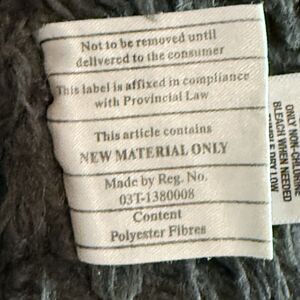 Not to be removed until
delivered to the consumer
This label is affixed in compliance
with Provincial Law
This article contains
NEW MATERIAL ONLY
Made by Reg. No.
03T-1380008
Content
Polyester Fibres
ONLY NON-CHLORINE
BLEACH WHEN NEEDED
DRY LOW